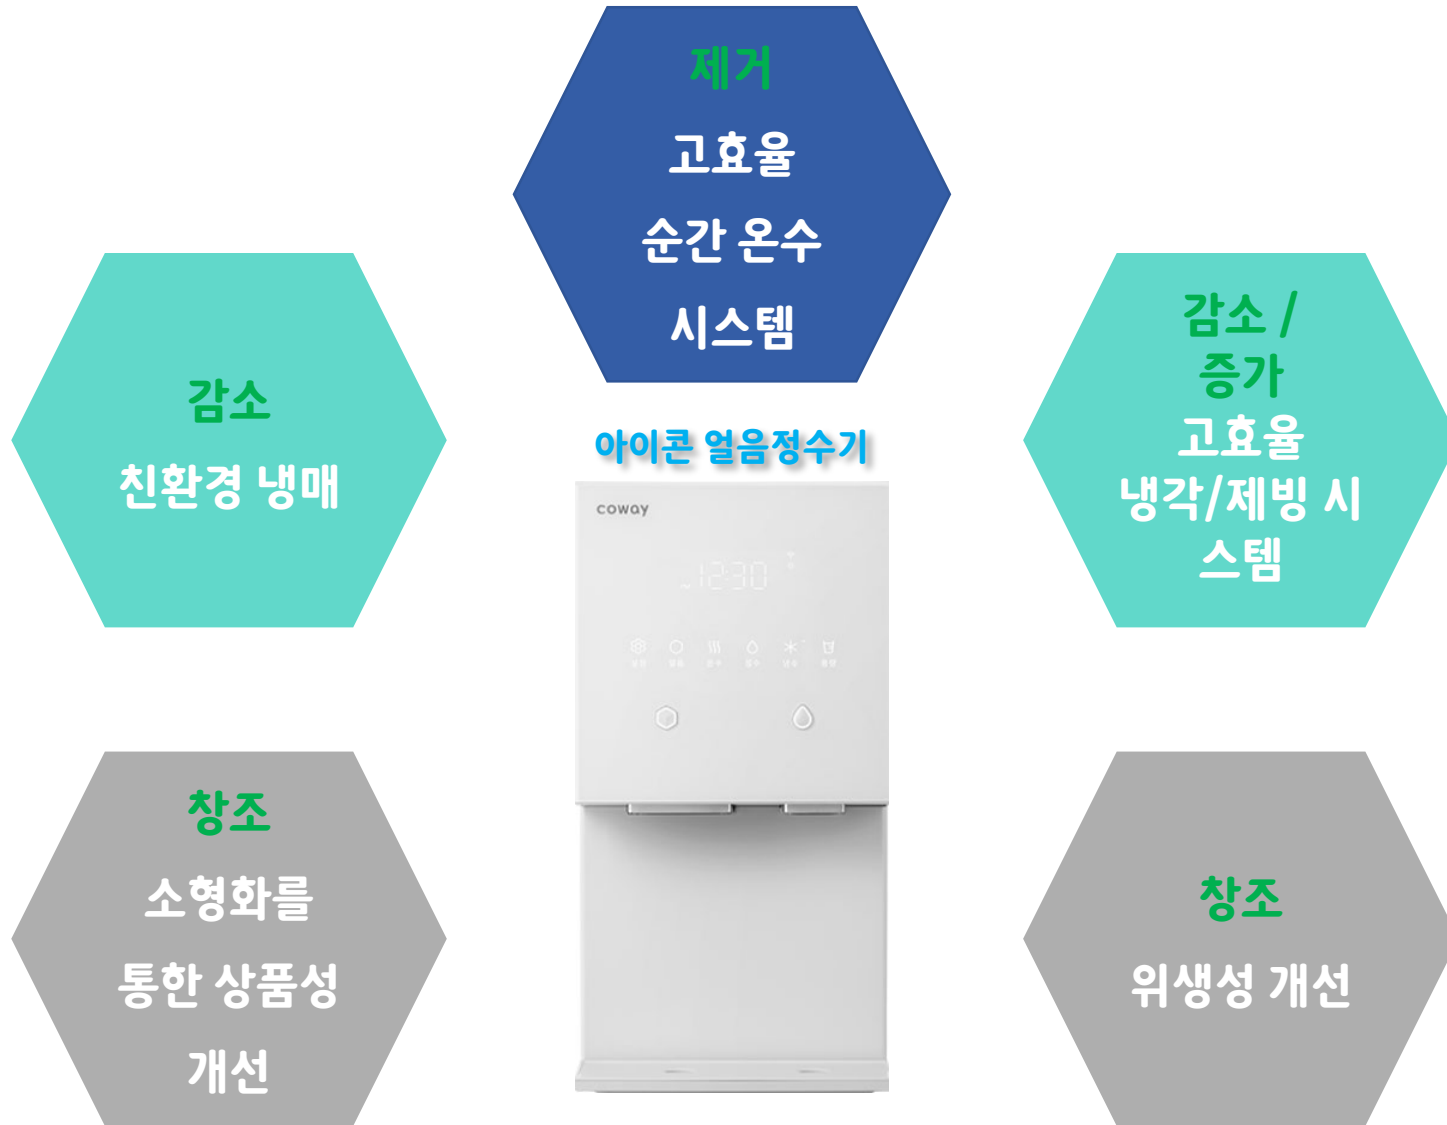 제거
고효율
순간 온수
시스템
감소
친환경 냉매
감소 /
증가
고효율
냉각/제빙 시
스템
아이콘 얼음정수기
coway
12:30
창조
소형화를
통한 상품성
개선
창조
위생성 개선